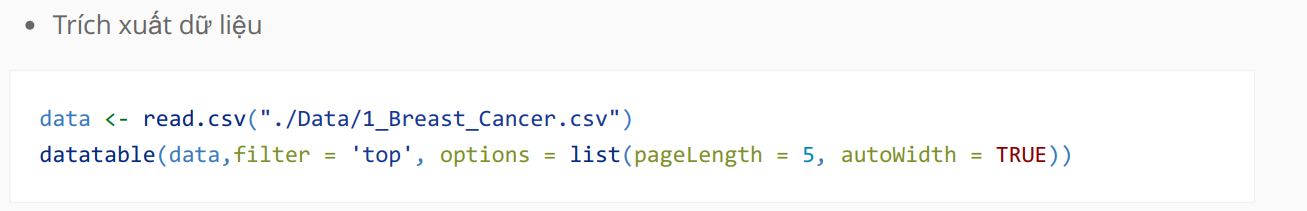 • Trích xuất dữ liệu
data <- read.csv("./Data/1_Breast_Cancer.csv")
datatable(data,filter = 'top', options = list(pageLength = 5, autoWidth = TRUE))